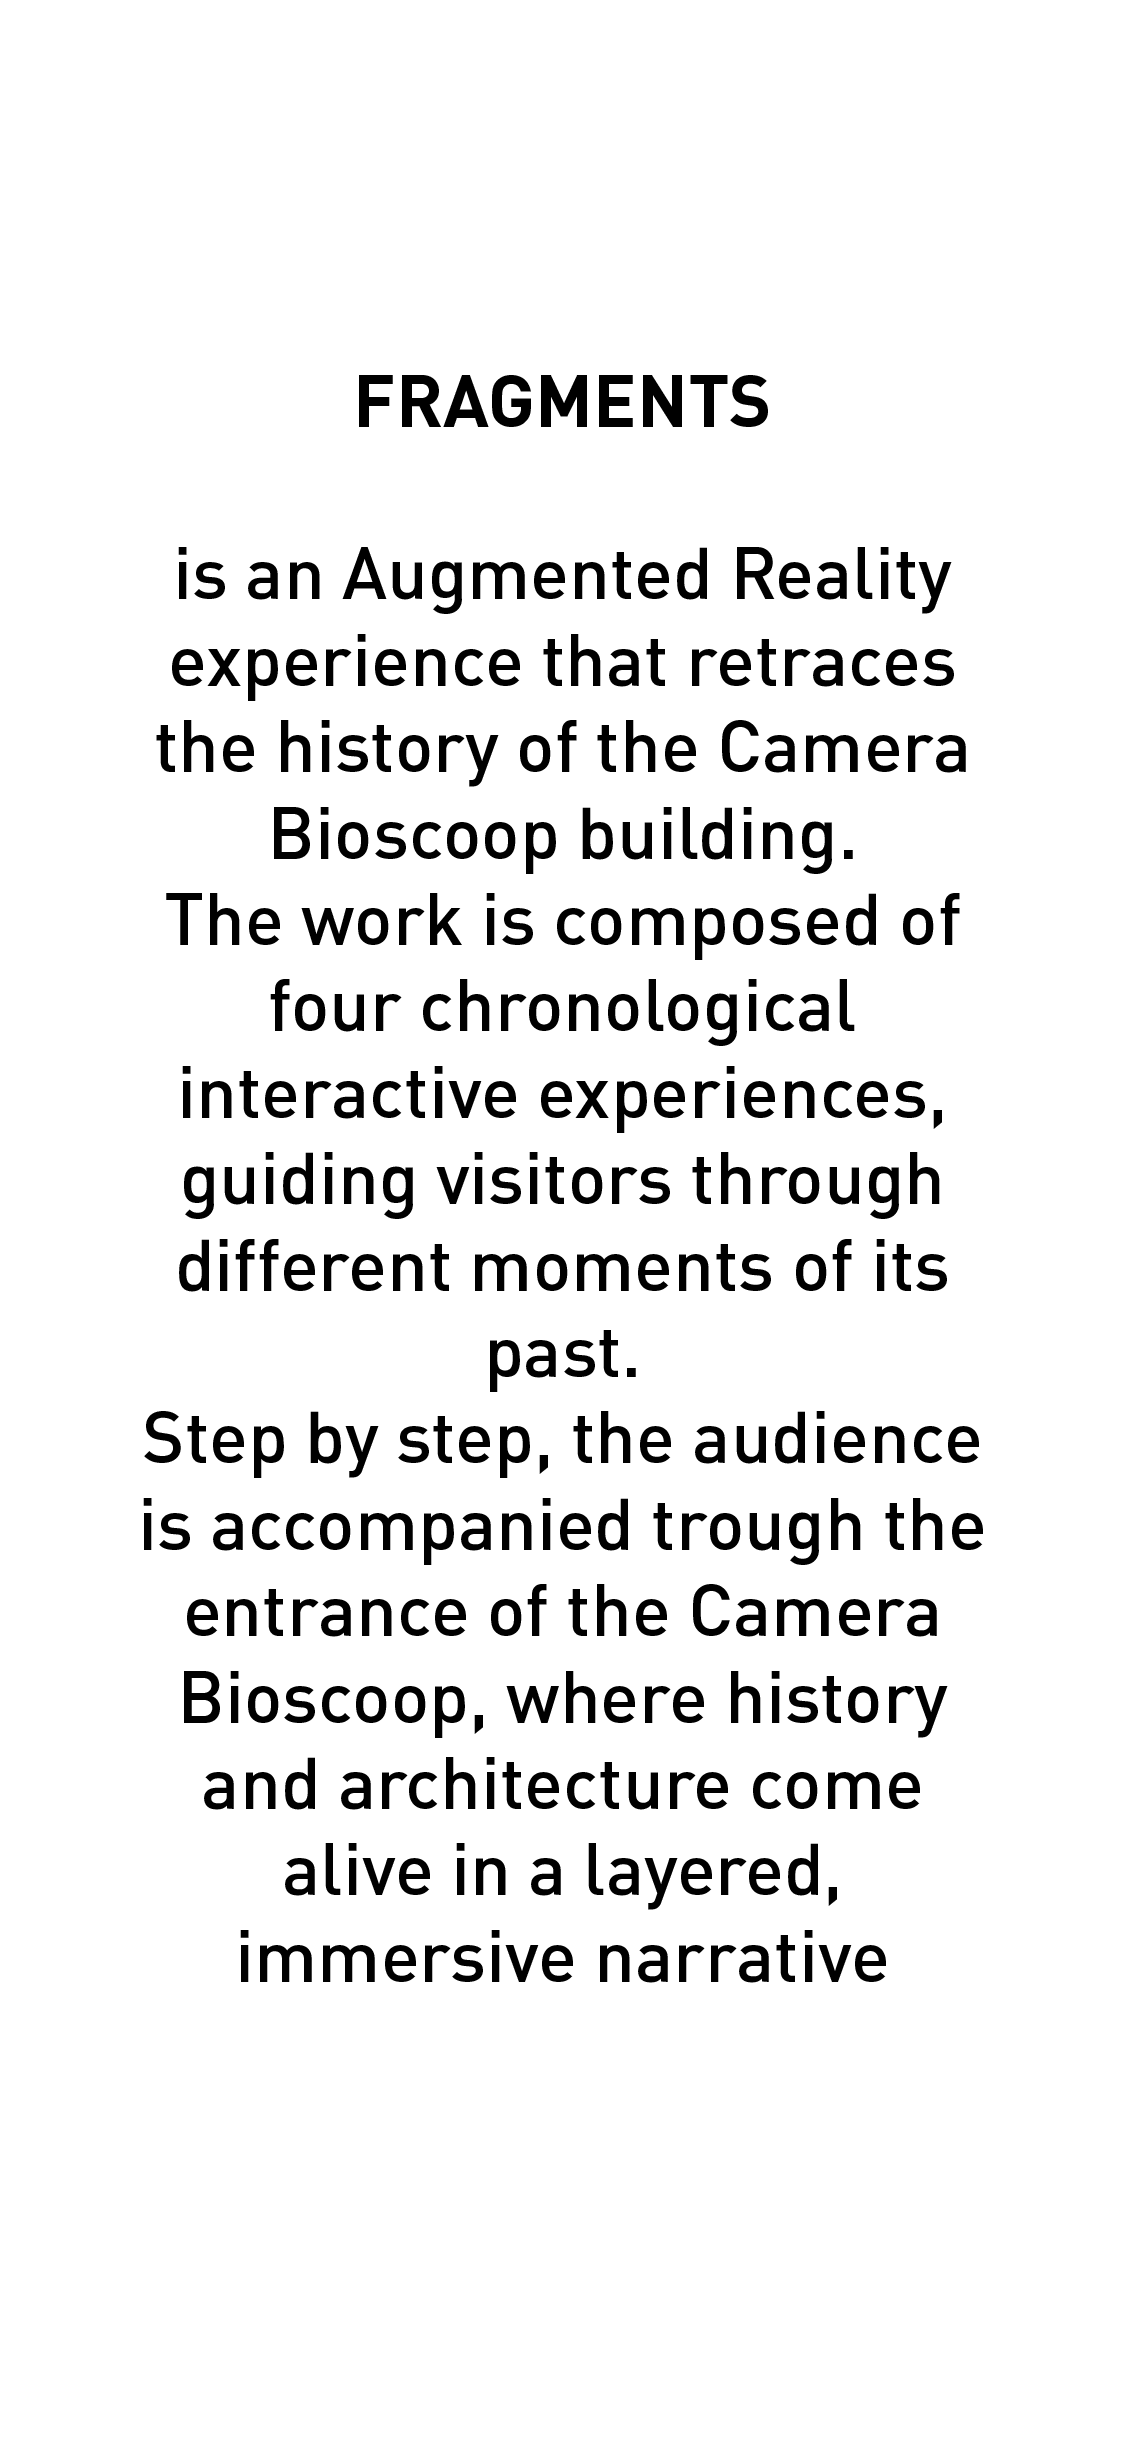 FRAGMENTS
is an Augmented Reality
experience that retraces
the history of the Camera
Bioscoop building.
The work is composed of
four chronological
interactive experiences,
guiding visitors through
different moments of its
past.
Step by step, the audience
is accompanied trough the
entrance of the Camera
Bioscoop, where history
and architecture come
alive in a layered,
immersive narrative